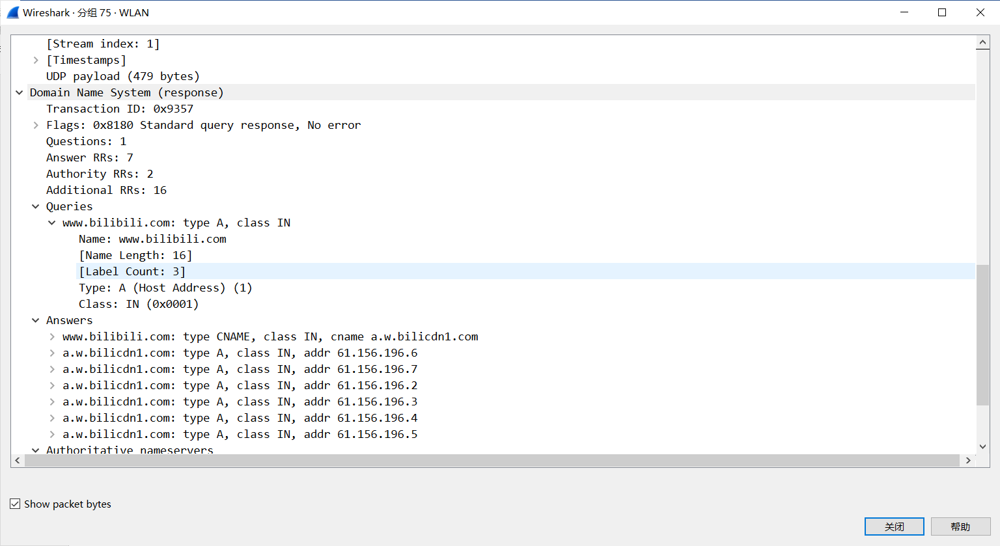 Wireshark · 分组 75 · WLAN
[Stream index: 1]
[Timestamps]
UDP payload (479 bytes)
Domain Name System (response)
Transaction ID: 0x9357
Flags: 0x8180 Standard query response, No error
Questions: 1
Answer RRs: 7
Authority RRs: 2
Additional RRs: 16
Queries
www.bilibili.com: type A, class IN
Name: www.bilibili.com
[Name Length: 16]
[Label Count: 3]
Type: A (Host Address) (1)
Class: IN (0x0001)
Answers
www.bilibili.com: type CNAME, class IN, cname a.w.bilicdn1.com
a.w.bilicdn1.com: type A, class IN, addr 61.156.196.6
a.w.bilicdn1.com: type A, class IN, addr 61.156.196.7
a.w.bilicdn1.com: type A, class IN, addr 61.156.196.2
a.w.bilicdn1.com: type A, class IN, addr 61.156.196.3
a.w.bilicdn1.com: type A, class IN, addr 61.156.196.4
a.w.bilicdn1.com: type A, class IN, addr 61.156.196.5
Authoritative nameservers
Show packet bytes
关闭
帮助